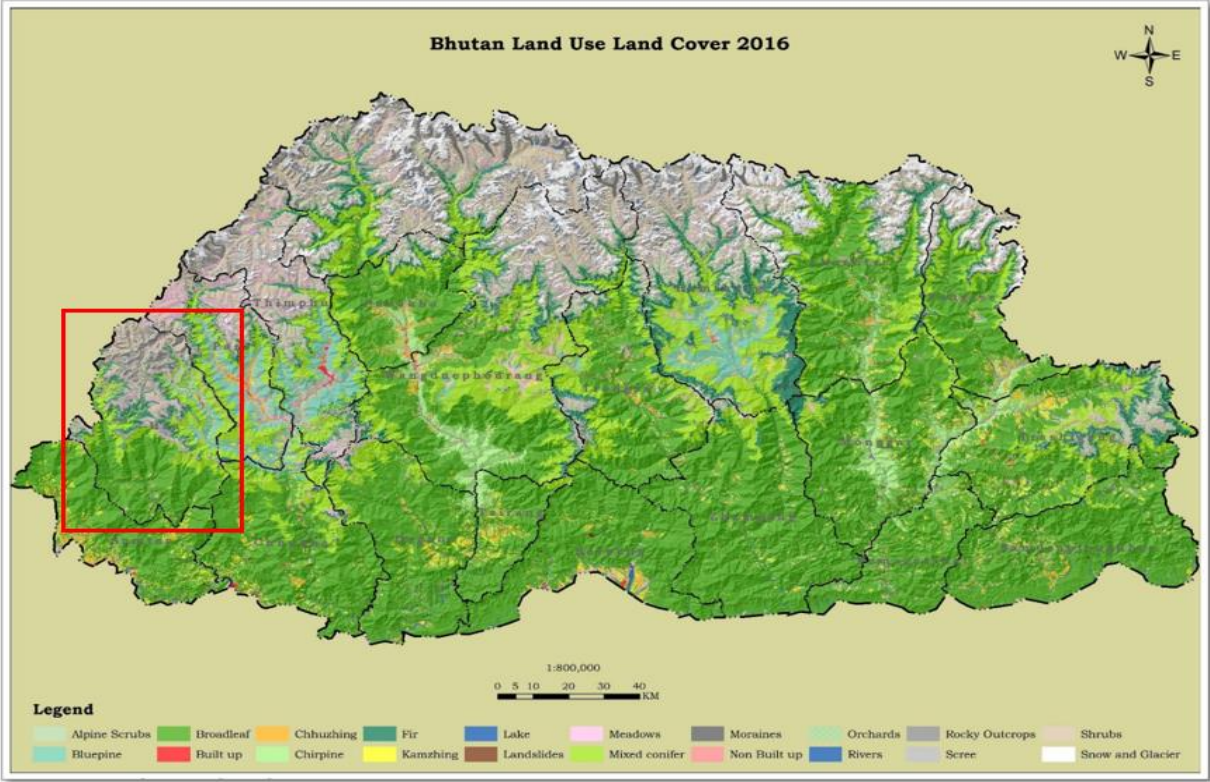 Bhutan Land Use Land Cover 2016
N
W E
S
Thimphu
Wangduephodrang
1:800,000
0 5 10 20 30 40
KM
Legend
Alpine Scrubs Broadleaf Chhuzhing Fir Lake Meadows Moraines Orchards Rocky Outcrops Shrubs
Bluepine Built up Chirpine Kamzhing Landslides Mixed conifer Non Built up Rivers Scree Snow and Glacier